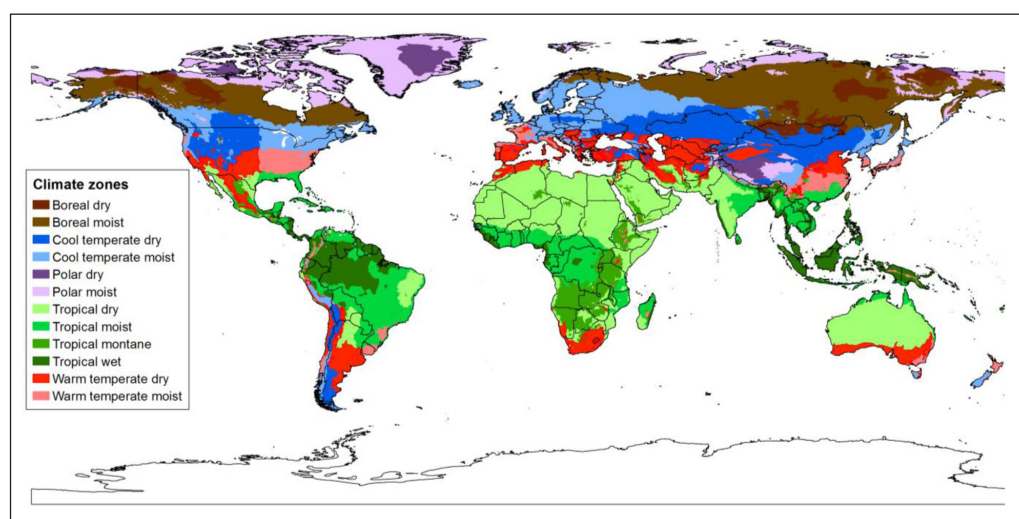 Climate zones
Boreal dry
Boreal moist
Cool temperate dry
Cool temperate moist
Polar dry
Polar moist
Tropical dry
Tropical moist
Tropical montane
Tropical wet
Warm temperate dry
Warm temperate moist